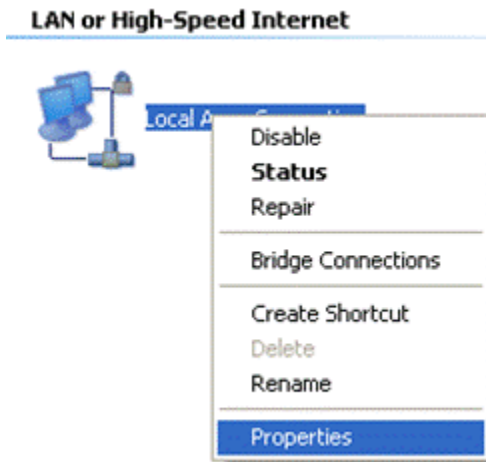 LAN or High-Speed Internet
Local
Disable
Status
Repair
Bridge Connections
Create Shortcut
Delete
Rename
Properties